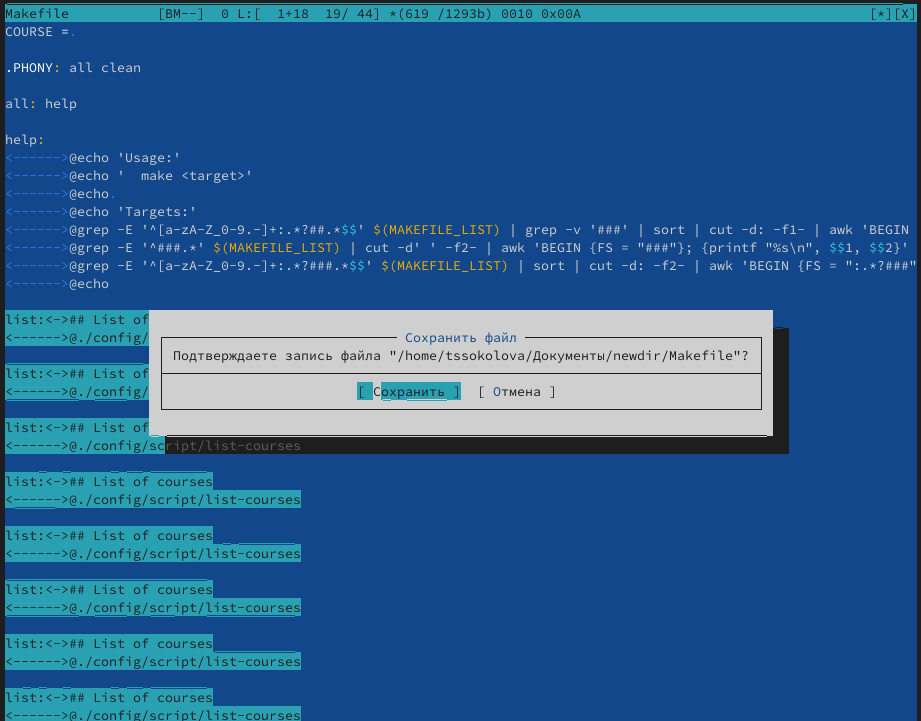 Makefile           [BM--]  0 L:[  1+18  19/ 44] *(619 /1293b) 0010 0x00A                                    [*][X]
COURSE =.
.PHONY: all clean
all: help
help:
<------>@echo 'Usage:'
<------>@echo '  make <target>'
<------>@echo.
<------>@echo 'Targets:'
<------>@grep -E '^[a-zA-Z_0-9.-]+:.*?##.*$$' $(MAKEFILE_LIST) | grep -v '###' | sort | cut -d: -f1- | awk 'BEGIN
<------>@grep -E '^###.*' $(MAKEFILE_LIST) | cut -d' ' -f2- | awk 'BEGIN {FS = "###"}; {printf "%s\n", $$1, $$2}'
<------>@grep -E '^[a-zA-Z_0-9.-]+:.*?###.*$$' $(MAKEFILE_LIST) | sort | cut -d: -f2- | awk 'BEGIN {FS = ":.*?###"
<------>@echo
list:<->## List of
<------>@./config/
Сохранить файл
Подтверждаете запись файла "/home/tssokolova/Документы/newdir/Makefile"?
list:<->## List of
<------>@./config/
[ Сохранить ]  [ Отмена ]
list:<->## List of
<------>@./config/script/list-courses
list:<->## List of courses
<------>@./config/script/list-courses
list:<->## List of courses
<------>@./config/script/list-courses
list:<->## List of courses
<------>@./config/script/list-courses
list:<->## List of courses
<------>@./config/script/list-courses
list:<->## List of courses
<------>@./config/script/list-courses